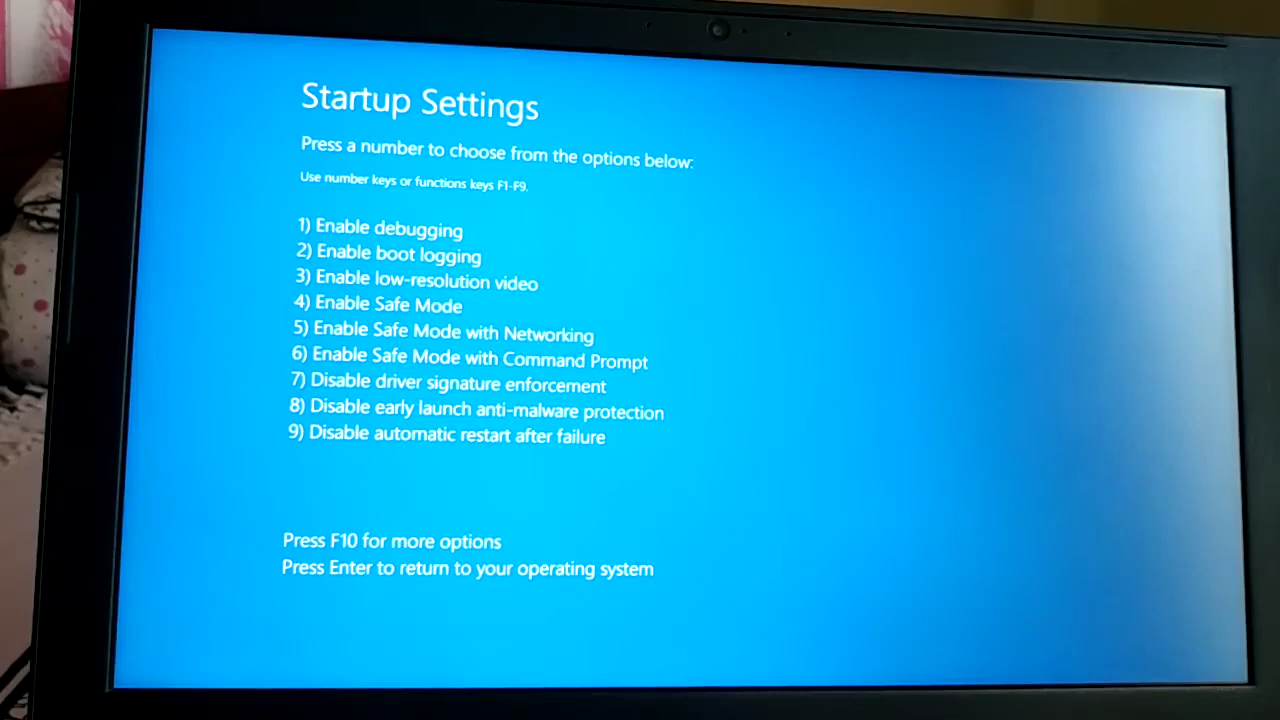 Startup Settings
Press a number to choose from the options below:
Use number keys or functions keys F1-F9.
1) Enable debugging
2) Enable boot logging
3) Enable low-resolution video
4) Enable Safe Mode
5) Enable Safe Mode with Networking
6) Enable Safe Mode with Command Prompt
7) Disable driver signature enforcement
8) Disable early launch anti-malware protection
9) Disable automatic restart after failure
Press F10 for more options
Press Enter to return to your operating system